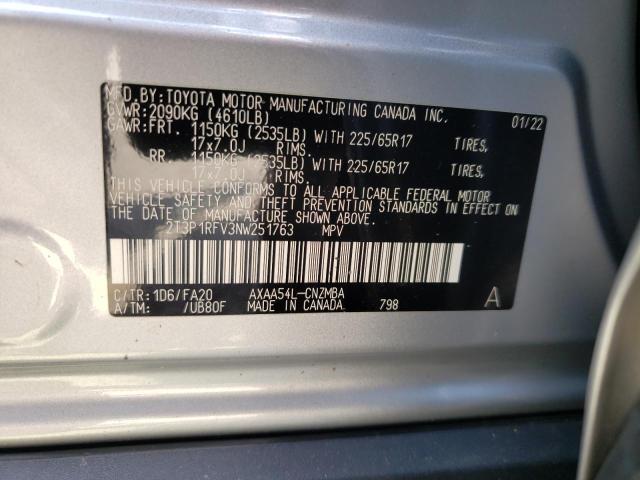 MFD.BY:TOYOTA MOTOR MANUFACTURING CANADA INC. 01/22
GVWR:2090KG (4610LB)
GAWR:FRT. 1150KG (2535LB) WITH 225/65R17 TIRES,
17x7.0J RIMS.
RR. 1150KG (2535LB) WITH 225/65R17 TIRES,
17x7.0J RIMS.
THIS VEHICLE CONFORMS TO ALL APPLICABLE FEDERAL MOTOR
VEHICLE SAFETY AND THEFT PREVENTION STANDARDS IN EFFECT ON
THE DATE OF MANUFACTURE SHOWN ABOVE.
2T3P1RFV3NW251763 MPV
C/TR:1D6/FA20 AXAA54L-CNZMBA A
A/TM: /UB80F MADE IN CANADA 798